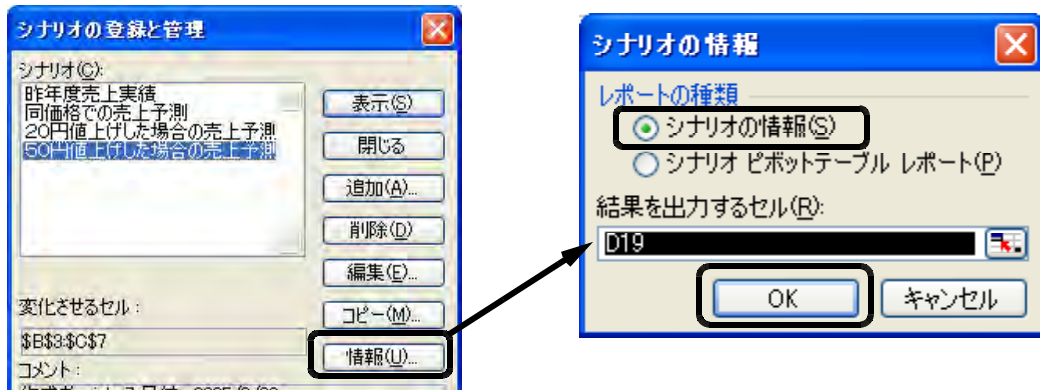 シナリオの登録と管理
シナリオ(C):
昨年度売上実績
同価格での売上予測
20円値上げした場合の売上予測
50円値上げした場合の売上予測
表示(S)
閉じる
追加(A)...
削除(D)
編集(E)...
コピー(M)...
情報(U)...
変化させるセル:
$B$3:$C$7
コメント:
シナリオの情報
レポートの種類
シナリオの情報(S)
シナリオ ピボットテーブル レポート(P)
結果を出力するセル(R):
D19
OK
キャンセル